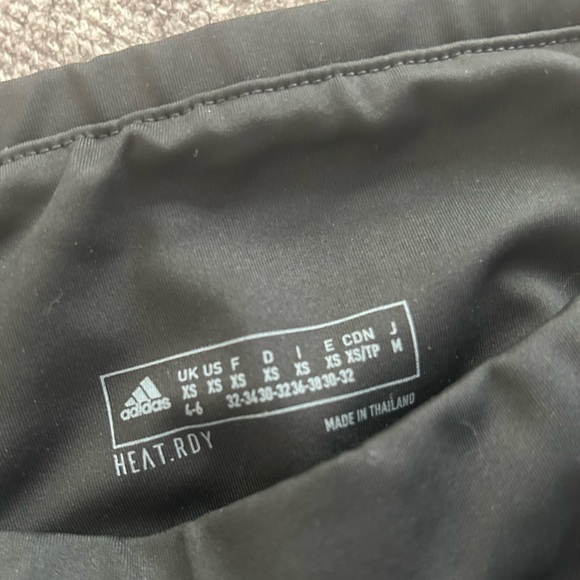 adidas
UK US F D I E CDN J
XS XS XS XS XS XS XS/TP M
4-6 32-34 30-32 36-38 30-32
HEAT.RDY
MADE IN THAILAND